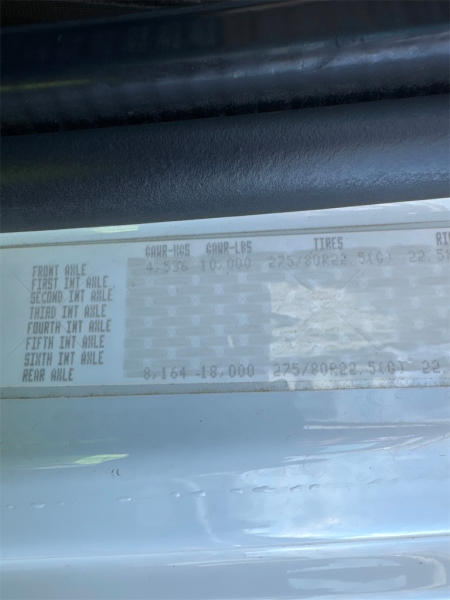 GAWR-KGS GAWR-LBS TIRES
FRONT AXLE 4,536 10,000 275/80R22.5(G) 22.5
FIRST INT AXLE
SECOND INT AXLE
THIRD INT AXLE
FOURTH INT AXLE
FIFTH INT AXLE
SIXTH INT AXLE
REAR AXLE 8,164 18,000 275/80R22.5(G) 22.